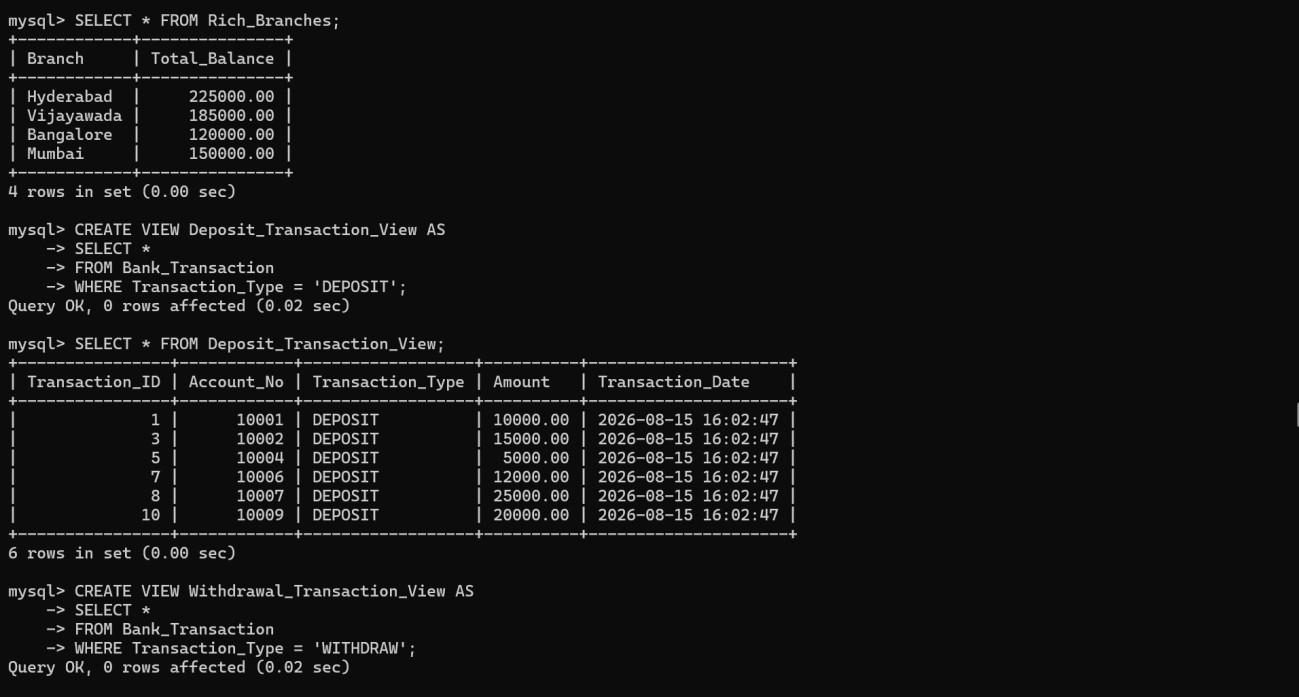 mysql> SELECT * FROM Rich_Branches;
+------------+---------------+
| Branch     | Total_Balance |
+------------+---------------+
| Hyderabad  |     225000.00 |
| Vijayawada |     185000.00 |
| Bangalore  |     120000.00 |
| Mumbai     |     150000.00 |
+------------+---------------+
4 rows in set (0.00 sec)

mysql> CREATE VIEW Deposit_Transaction_View AS
    -> SELECT *
    -> FROM Bank_Transaction
    -> WHERE Transaction_Type = 'DEPOSIT';
Query OK, 0 rows affected (0.02 sec)

mysql> SELECT * FROM Deposit_Transaction_View;
+----------------+------------+------------------+----------+---------------------+
| Transaction_ID | Account_No | Transaction_Type | Amount   | Transaction_Date    |
+----------------+------------+------------------+----------+---------------------+
|              1 |      10001 | DEPOSIT          | 10000.00 | 2026-08-15 16:02:47 |
|              3 |      10002 | DEPOSIT          | 15000.00 | 2026-08-15 16:02:47 |
|              5 |      10004 | DEPOSIT          |  5000.00 | 2026-08-15 16:02:47 |
|              7 |      10006 | DEPOSIT          | 12000.00 | 2026-08-15 16:02:47 |
|              8 |      10007 | DEPOSIT          | 25000.00 | 2026-08-15 16:02:47 |
|             10 |      10009 | DEPOSIT          | 20000.00 | 2026-08-15 16:02:47 |
+----------------+------------+------------------+----------+---------------------+
6 rows in set (0.00 sec)

mysql> CREATE VIEW Withdrawal_Transaction_View AS
    -> SELECT *
    -> FROM Bank_Transaction
    -> WHERE Transaction_Type = 'WITHDRAW';
Query OK, 0 rows affected (0.02 sec)